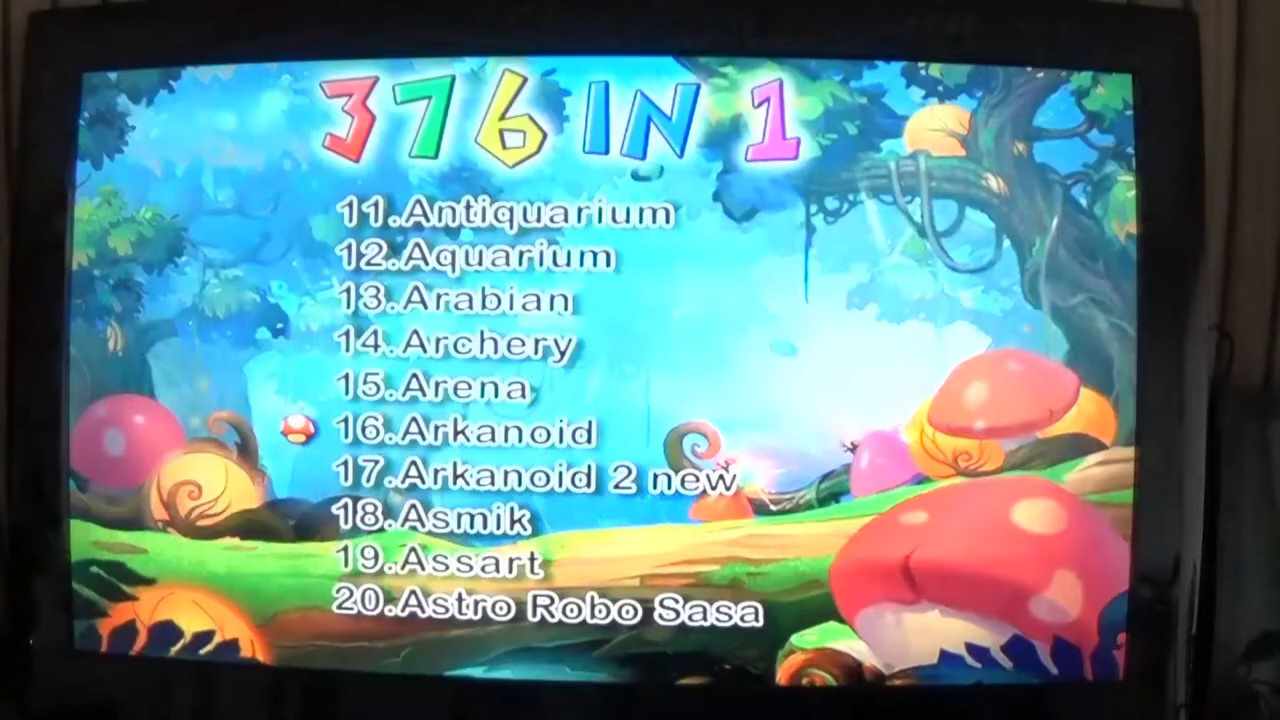 376 IN 1
11.Antiquarium
12.Aquarium
13.Arabian
14.Archery
15.Arena
16.Arkanoid
17.Arkanoid 2 new
18.Asmik
19.Assart
20.Astro Robo Sasa